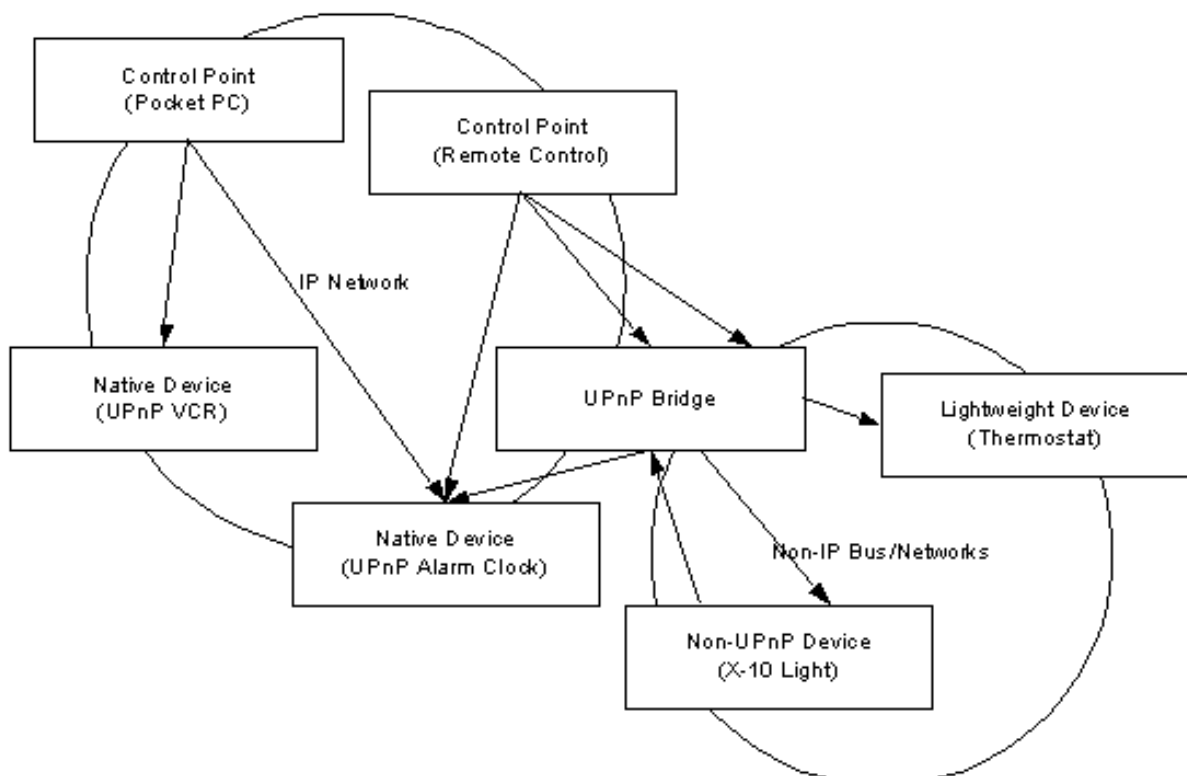 Control Point
(Pocket PC)
Control Point
(Remote Control)
IP Network
Native Device
(UPnP VCR)
UPnP Bridge
Lightweight Device
(Thermostat)
Native Device
(UPnP Alarm Clock)
Non-IP Bus/Networks
Non-UPnP Device
(X-10 Light)